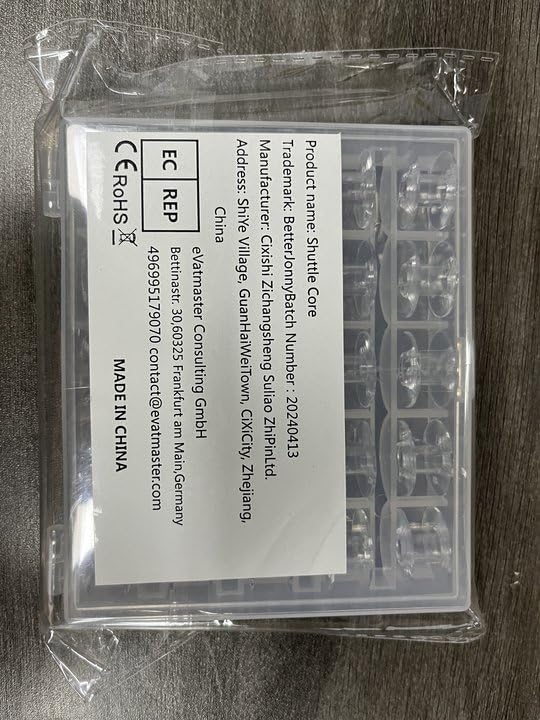 Product name: Shuttle Core
Trademark: BetterJonnyBatch Number : 20240413
Manufacturer: Cixishi Zichangsheng Suliao ZhiPinLtd.
Address: ShiYe Village, GuanHaiWeiTown, CiXiCity, Zhejiang,
China
EC REP
eVatmaster Consulting GmbH
Bettinastr. 30,60325 Frankfurt am Main,Germany
496995179070 contact@evatmaster.com
CE RoHS
MADE IN CHINA